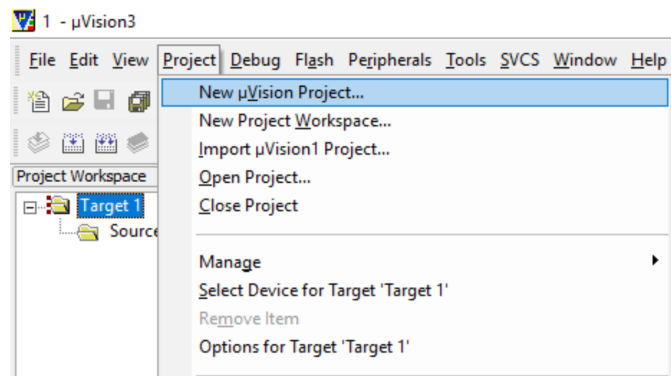 1 - µVision3
File Edit View Project Debug Flash Peripherals Tools SVCS Window Help
New µVision Project...
New Project Workspace...
Import µVision1 Project...
Open Project...
Close Project
Project Workspace
Target 1
Source
Manage
Select Device for Target 'Target 1'
Remove Item
Options for Target 'Target 1'